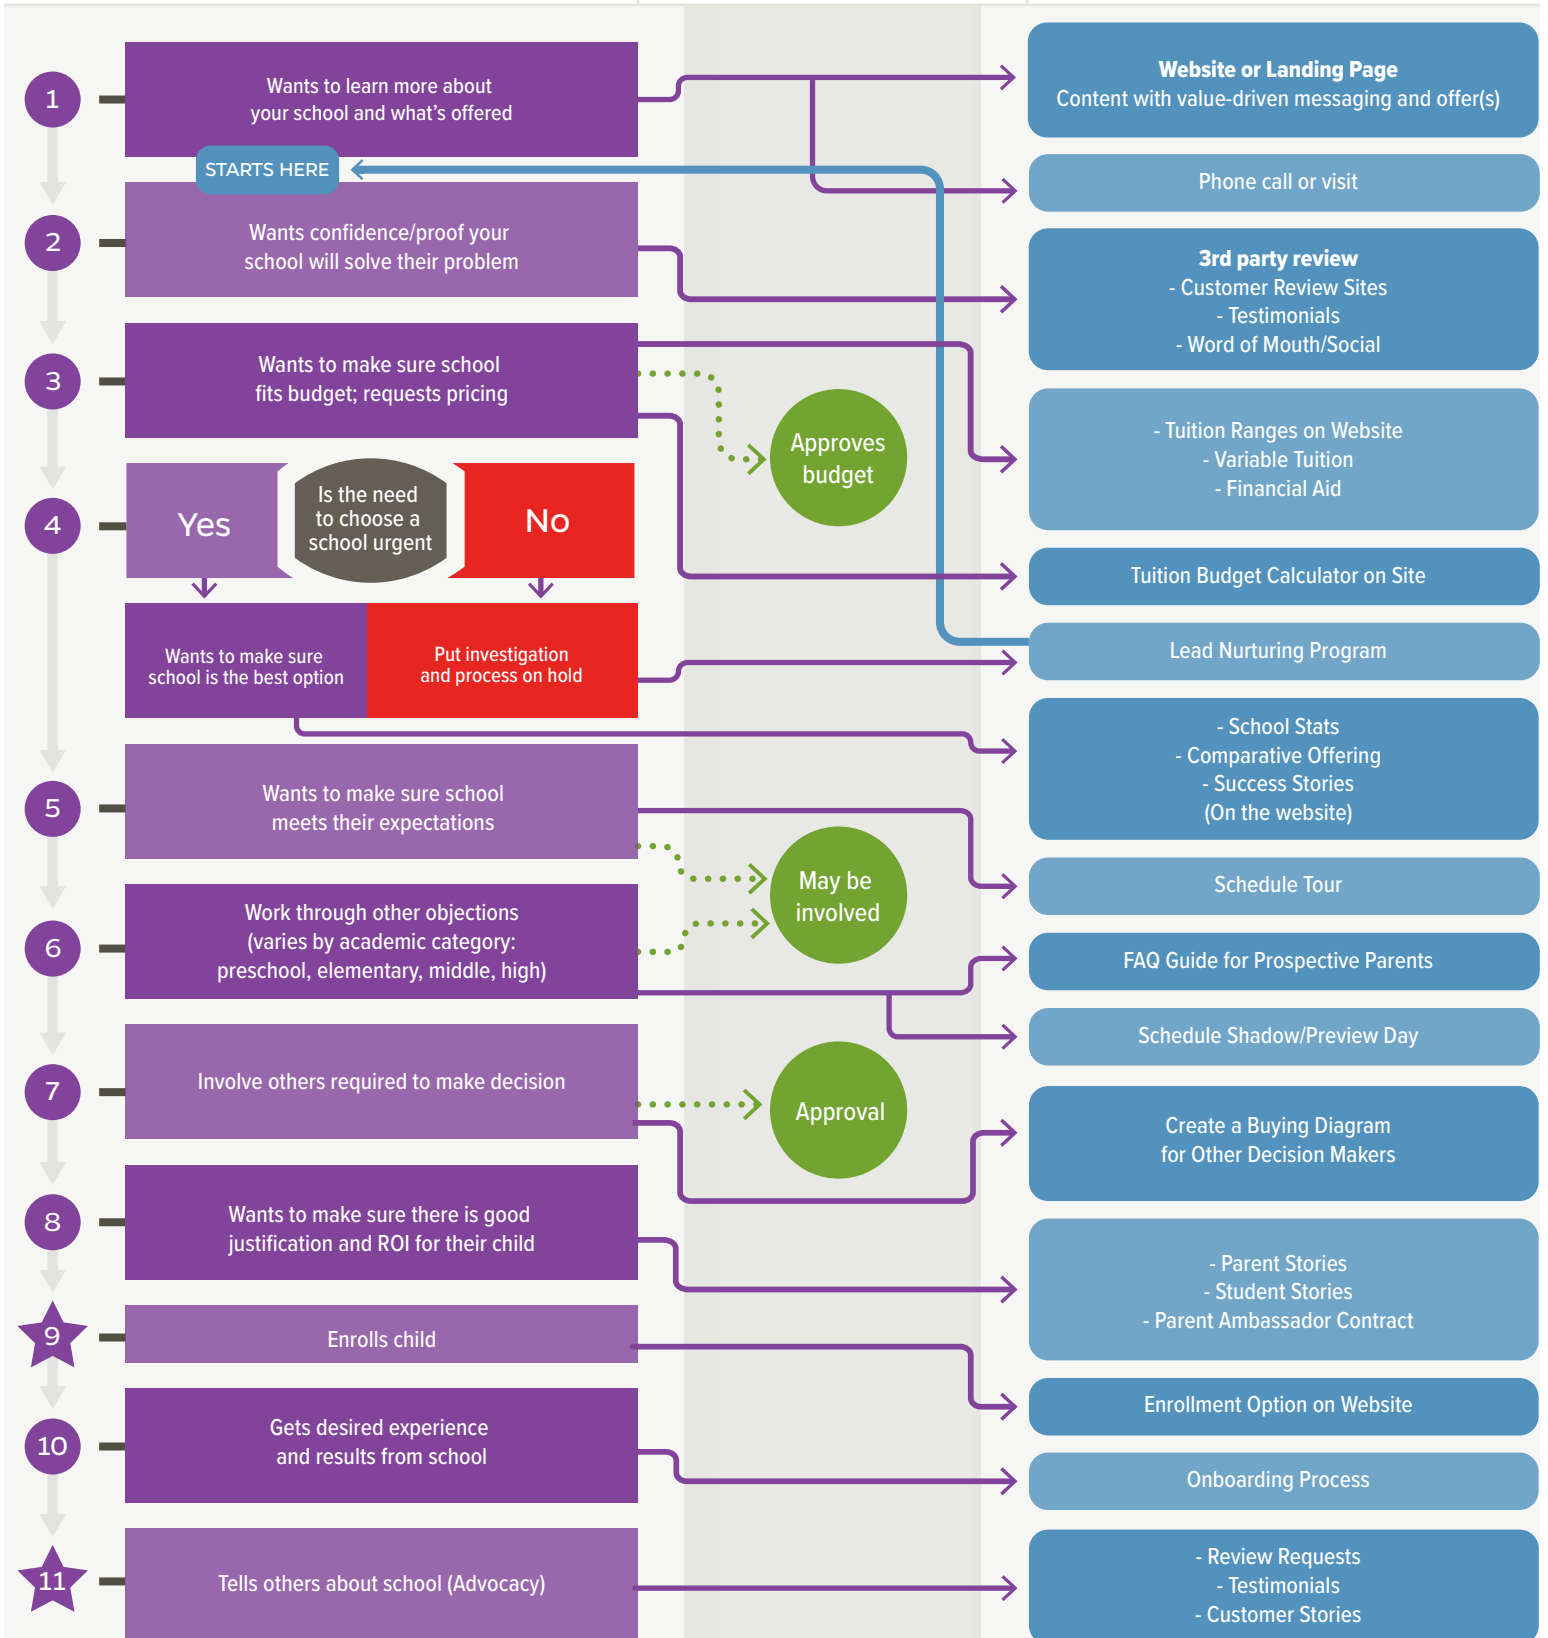 1
Wants to learn more about
your school and what's offered
Website or Landing Page
Content with value-driven messaging and offer(s)
STARTS HERE
Phone call or visit
2
Wants confidence/proof your
school will solve their problem
3rd party review
- Customer Review Sites
- Testimonials
- Word of Mouth/Social
3
Wants to make sure school
fits budget; requests pricing
Approves
budget
- Tuition Ranges on Website
- Variable Tuition
- Financial Aid
4
Yes
Is the need
to choose a
school urgent
No
Tuition Budget Calculator on Site
Wants to make sure
school is the best option
Put investigation
and process on hold
Lead Nurturing Program
- School Stats
- Comparative Offering
- Success Stories
(On the website)
5
Wants to make sure school
meets their expectations
May be
involved
Schedule Tour
6
Work through other objections
(varies by academic category:
preschool, elementary, middle, high)
FAQ Guide for Prospective Parents
Schedule Shadow/Preview Day
7
Involve others required to make decision
Approval
Create a Buying Diagram
for Other Decision Makers
8
Wants to make sure there is good
justification and ROI for their child
- Parent Stories
- Student Stories
- Parent Ambassador Contract
9
Enrolls child
Enrollment Option on Website
10
Gets desired experience
and results from school
Onboarding Process
11
Tells others about school (Advocacy)
- Review Requests
- Testimonials
- Customer Stories